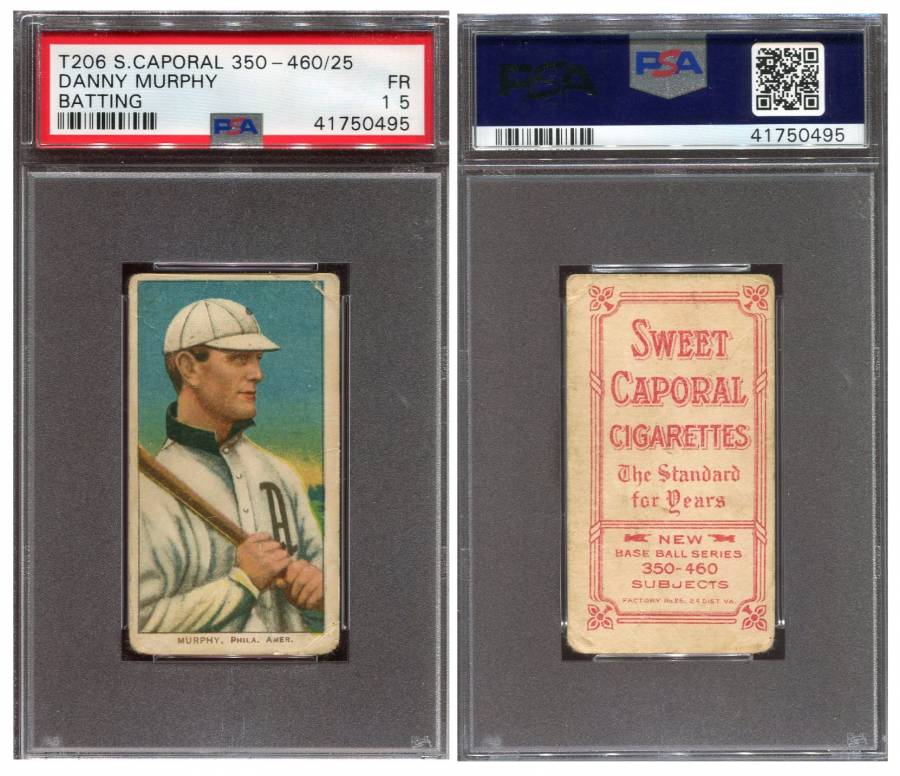 T206 S.CAPORAL 350-460/25
DANNY MURPHY FR
BATTING 1 5
PSA 41750495
MURPHY, PHILA. AMER.
PSA PSA
41750495
SWEET
CAPORAL
CIGARETTES
The Standard
for Years
NEW
BASE BALL SERIES
350-460
SUBJECTS
FACTORY No. 25, 2d DIST. VA.
A